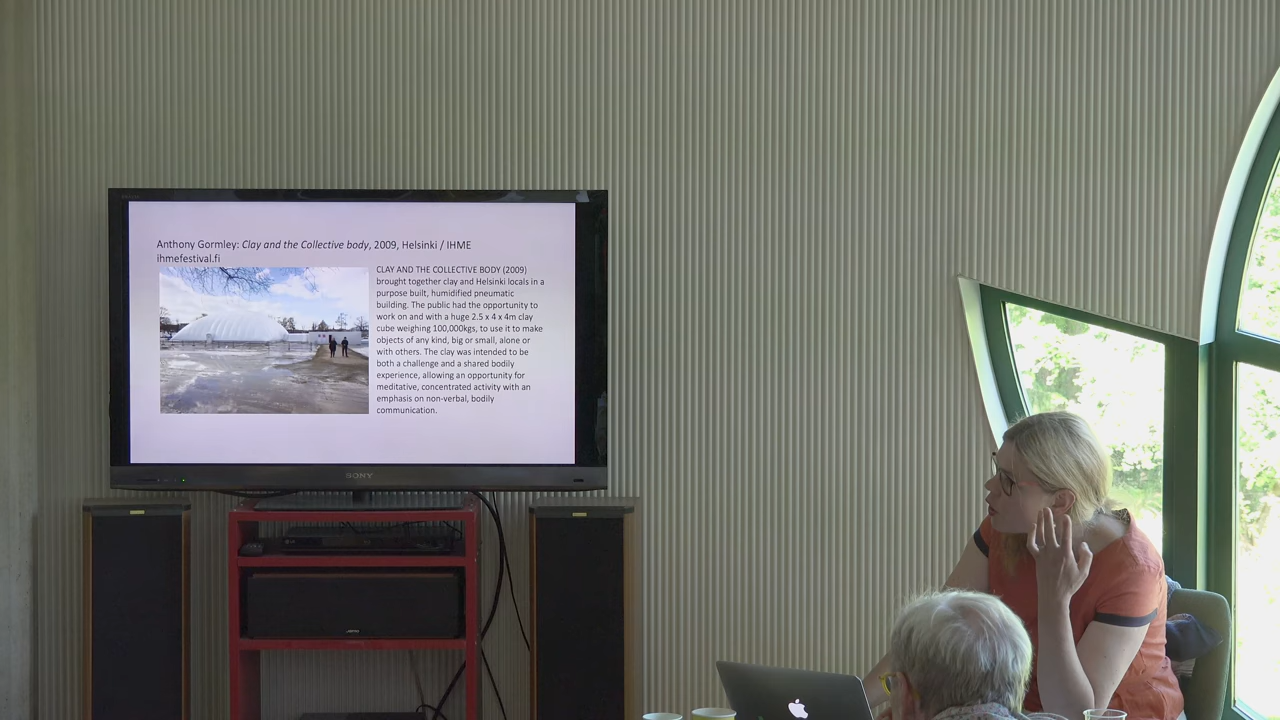 Anthony Gormley: Clay and the Collective body, 2009, Helsinki / IHME
ihmefestival.fi
CLAY AND THE COLLECTIVE BODY (2009)
brought together clay and Helsinki locals in a
purpose built, humidified pneumatic
building. The public had the opportunity to
work on and with a huge 2.5 x 4 x 4m clay
cube weighing 100,000kgs, to use it to make
objects of any kind, big or small, alone or
with others. The clay was intended to be
both a challenge and a shared bodily
experience, allowing an opportunity for
meditative, concentrated activity with an
emphasis on non-verbal, bodily
communication.
SONY